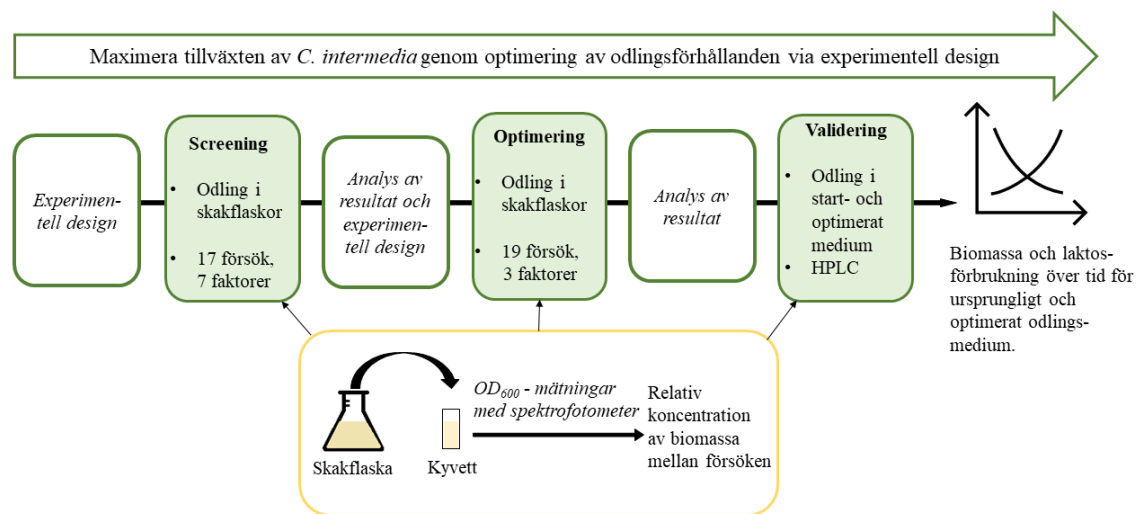 Maximera tillväxten av C. intermedia genom optimering av odlingsförhållanden via experimentell design
Experimen-
tell design
Screening
• Odling i
skakflaskor
• 17 försök,
7 faktorer
Analys av
resultat och
experimen-
tell design
Optimering
• Odling i
skakflaskor
• 19 försök,
3 faktorer
Analys av
resultat
Validering
• Odling i
start- och
optimerat
medium
• HPLC
Biomassa och laktos-
förbrukning över tid för
ursprungligt och
optimerat odlings-
medium.
Skakflaska
Kyvett
OD600 - mätningar
med spektrofotometer
Relativ
koncentration
av biomassa
mellan försöken